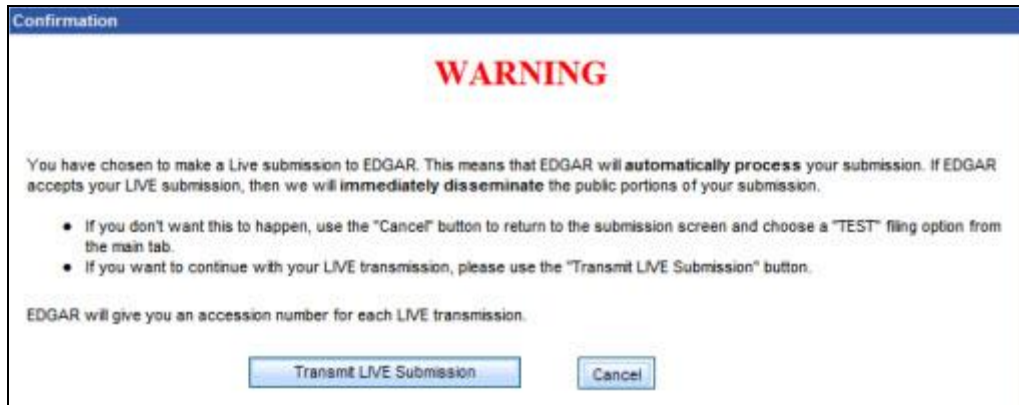 Confirmation
WARNING
You have chosen to make a Live submission to EDGAR. This means that EDGAR will automatically process your submission. If EDGAR
accepts your LIVE submission, then we will immediately disseminate the public portions of your submission.
• If you don't want this to happen, use the "Cancel" button to return to the submission screen and choose a "TEST" filing option from
the main tab.
• If you want to continue with your LIVE transmission, please use the "Transmit LIVE Submission" button.
EDGAR will give you an accession number for each LIVE transmission.
Transmit LIVE Submission Cancel